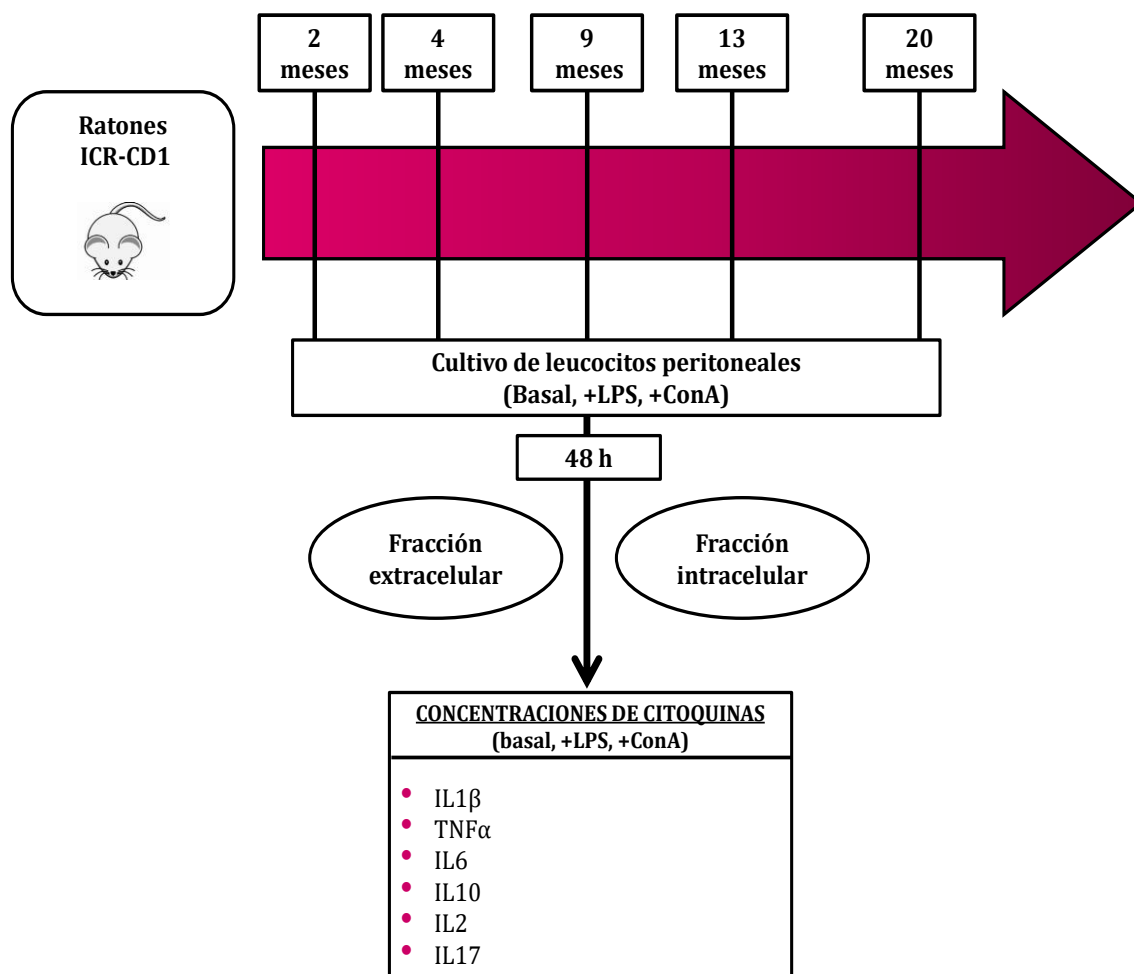 2
meses
4
meses
9
meses
13
meses
20
meses
Ratones
ICR-CD1
Cultivo de leucocitos peritoneales
(Basal, +LPS, +ConA)
48 h
Fracción
extracelular
Fracción
intracelular
CONCENTRACIONES DE CITOQUINAS
(basal, +LPS, +ConA)
• IL1β
• TNFα
• IL6
• IL10
• IL2
• IL17